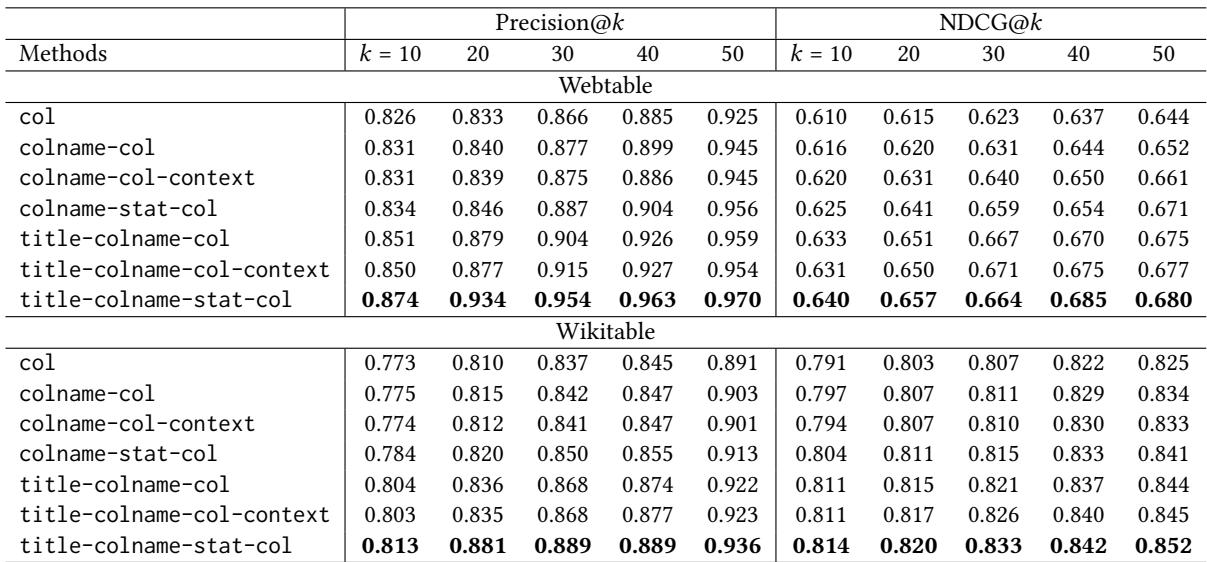 Precision@k NDCG@k
Methods k = 10 20 30 40 50 k = 10 20 30 40 50
Webtable
col 0.826 0.833 0.866 0.885 0.925 0.610 0.615 0.623 0.637 0.644
colname-col 0.831 0.840 0.877 0.899 0.945 0.616 0.620 0.631 0.644 0.652
colname-col-context 0.831 0.839 0.875 0.886 0.945 0.620 0.631 0.640 0.650 0.661
colname-stat-col 0.834 0.846 0.887 0.904 0.956 0.625 0.641 0.659 0.654 0.671
title-colname-col 0.851 0.879 0.904 0.926 0.959 0.633 0.651 0.667 0.670 0.675
title-colname-col-context 0.850 0.877 0.915 0.927 0.954 0.631 0.650 0.671 0.675 0.677
title-colname-stat-col 0.874 0.934 0.954 0.963 0.970 0.640 0.657 0.664 0.685 0.680
Wikitable
col 0.773 0.810 0.837 0.845 0.891 0.791 0.803 0.807 0.822 0.825
colname-col 0.775 0.815 0.842 0.847 0.903 0.797 0.807 0.811 0.829 0.834
colname-col-context 0.774 0.812 0.841 0.847 0.901 0.794 0.807 0.810 0.830 0.833
colname-stat-col 0.784 0.820 0.850 0.855 0.913 0.804 0.811 0.815 0.833 0.841
title-colname-col 0.804 0.836 0.868 0.874 0.922 0.811 0.815 0.821 0.837 0.844
title-colname-col-context 0.803 0.835 0.868 0.877 0.923 0.811 0.817 0.826 0.840 0.845
title-colname-stat-col 0.813 0.881 0.889 0.889 0.936 0.814 0.820 0.833 0.842 0.852